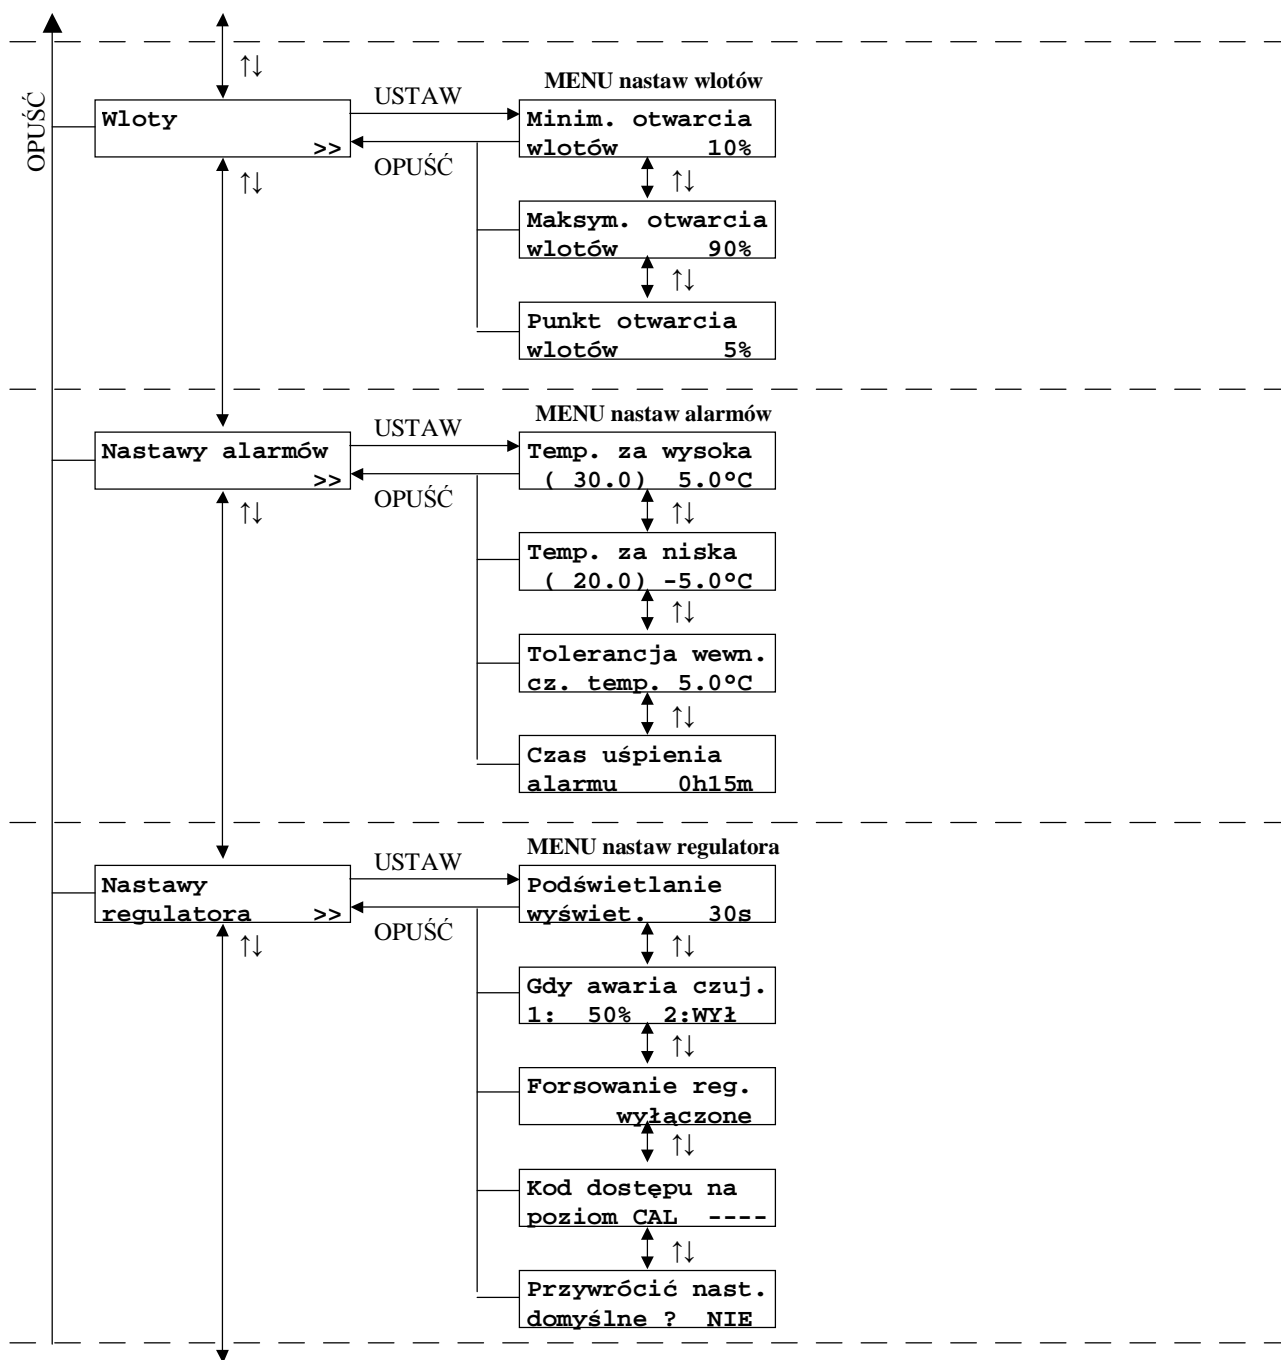 ↑↓
OPUŚĆ
MENU nastaw wlotów
Wloty
>>
USTAW
OPUŚĆ
Minim. otwarcia
wlotów 10%
↑↓
↑↓
Maksym. otwarcia
wlotów 90%
↑↓
Punkt otwarcia
wlotów 5%
MENU nastaw alarmów
Nastawy alarmów
>>
USTAW
OPUŚĆ
Temp. za wysoka
( 30.0) 5.0°C
↑↓
↑↓
Temp. za niska
( 20.0) -5.0°C
↑↓
Tolerancja wewn.
cz. temp. 5.0°C
↑↓
Czas uśpienia
alarmu 0h15m
MENU nastaw regulatora
Nastawy
regulatora >>
USTAW
OPUŚĆ
Podświetlanie
wyświet. 30s
↑↓
↑↓
Gdy awaria czuj.
1: 50% 2:WYŁ
↑↓
Forsowanie reg.
wyłączone
↑↓
Kod dostępu na
poziom CAL ----
↑↓
Przywrócić nast.
domyślne ? NIE